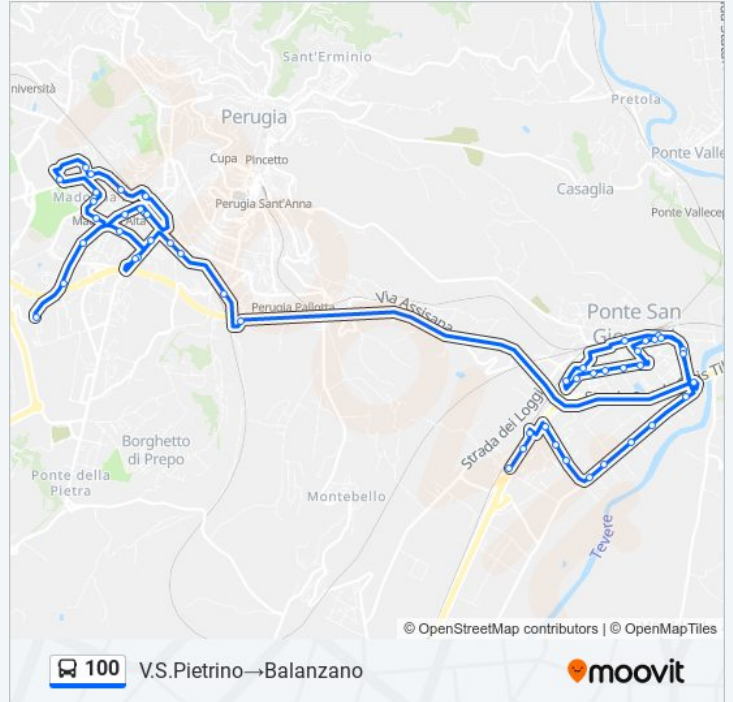 Sant'Erminio
niversità
Pretola
Perugia
Cupa
Pincetto
Ponte Valle
Casaglia
Perugia Sant'Anna
Ponte Vallecep
Perugia Pallotta
Via Assisana
Ponte San
Strada dei Loggi
Borghetto
di Prepo
Ponte della
Pietra
Montebello
Tevere
© OpenStreetMap contributors | © OpenMapTiles
100 V.S.Pietrino→Balanzano
moovit